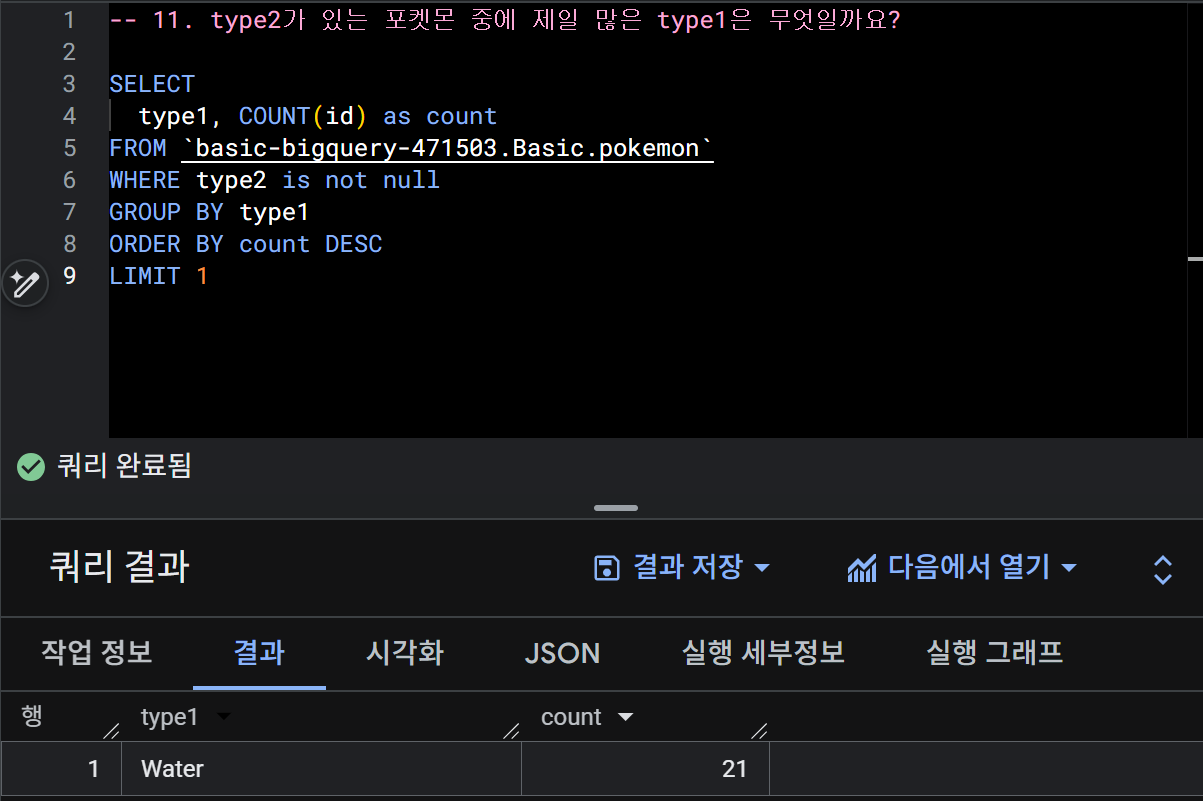 1 -- 11. type2가 있는 포켓몬 중에 제일 많은 type1은 무엇일까요?
2
3 SELECT
4 type1, COUNT(id) as count
5 FROM `basic-bigquery-471503.Basic.pokemon`
6 WHERE type2 is not null
7 GROUP BY type1
8 ORDER BY count DESC
9 LIMIT 1
쿼리 완료됨
쿼리 결과 결과 저장 다음에서 열기
작업 정보 결과 시각화 JSON 실행 세부정보 실행 그래프
행 type1 count
1 Water 21